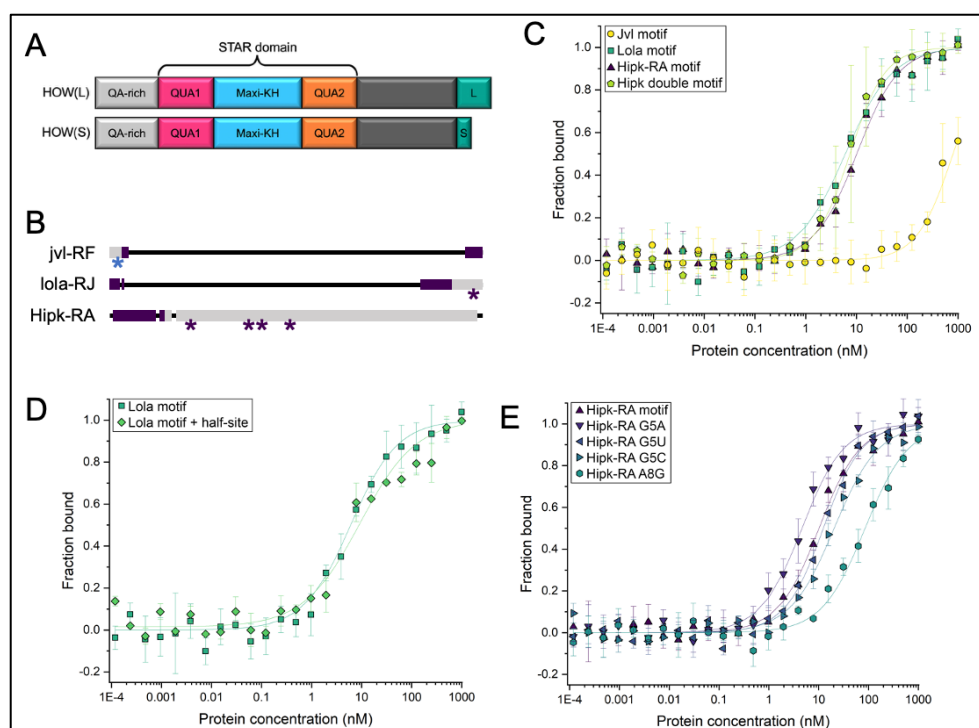 A
STAR domain
HOW(L)
QA-rich
QUA1
Maxi-KH
QUA2
L
HOW(S)
QA-rich
QUA1
Maxi-KH
QUA2
S
B
jvl-RF
*
lola-RJ
*
Hipk-RA
* ** *
C
Jvl motif
Lola motif
Hipk-RA motif
Hipk double motif
Fraction bound
1.0
0.8
0.6
0.4
0.2
0.0
-0.2
1E-4 0.001 0.01 0.1 1 10 100 1000
Protein concentration (nM)
D
Lola motif
Lola motif + half-site
Fraction bound
1.0
0.8
0.6
0.4
0.2
0.0
-0.2
1E-4 0.001 0.01 0.1 1 10 100 1000
Protein concentration (nM)
E
Hipk-RA motif
Hipk-RA G5A
Hipk-RA G5U
Hipk-RA G5C
Hipk-RA A8G
Fraction bound
1.0
0.8
0.6
0.4
0.2
0.0
-0.2
1E-4 0.001 0.01 0.1 1 10 100 1000
Protein concentration (nM)